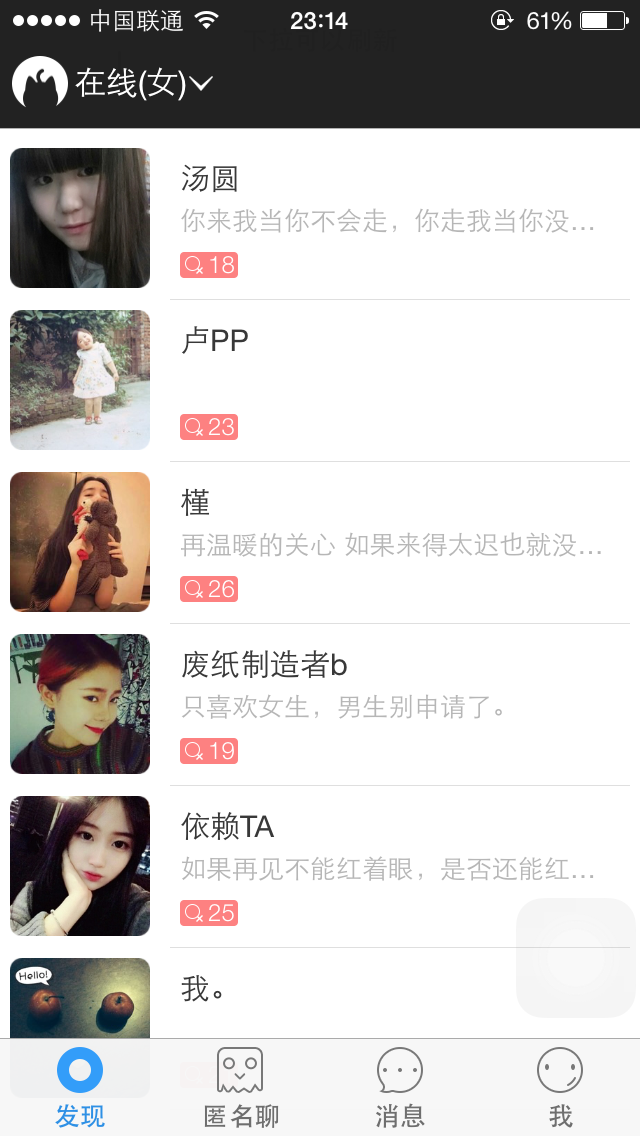 中国联通 23:14 61%
在线(女)
汤圆
你来我当你不会走，你走我当你没…
18
卢PP
23
槿
再温暖的关心 如果来得太迟也就没…
26
废纸制造者b
只喜欢女生，男生别申请了。
19
依赖TA
如果再见不能红着眼，是否还能红…
25
Hello!
我。
发现 匿名聊 消息 我